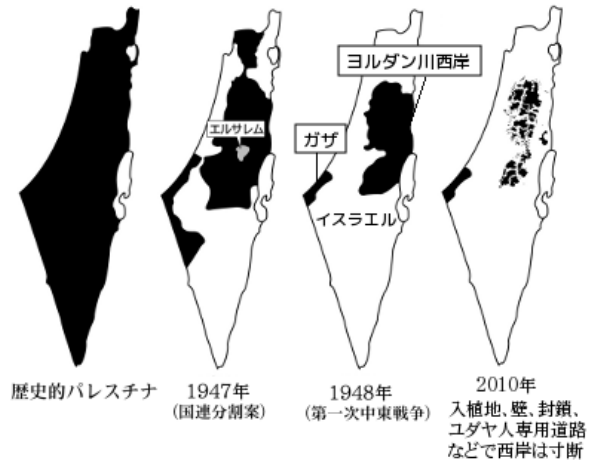 ヨルダン川西岸
エルサレム
ガザ
イスラエル
歴史的パレスチナ
1947年
(国連分割案)
1948年
(第一次中東戦争)
2010年
入植地、壁、封鎖、
ユダヤ人専用道路
などで西岸は寸断